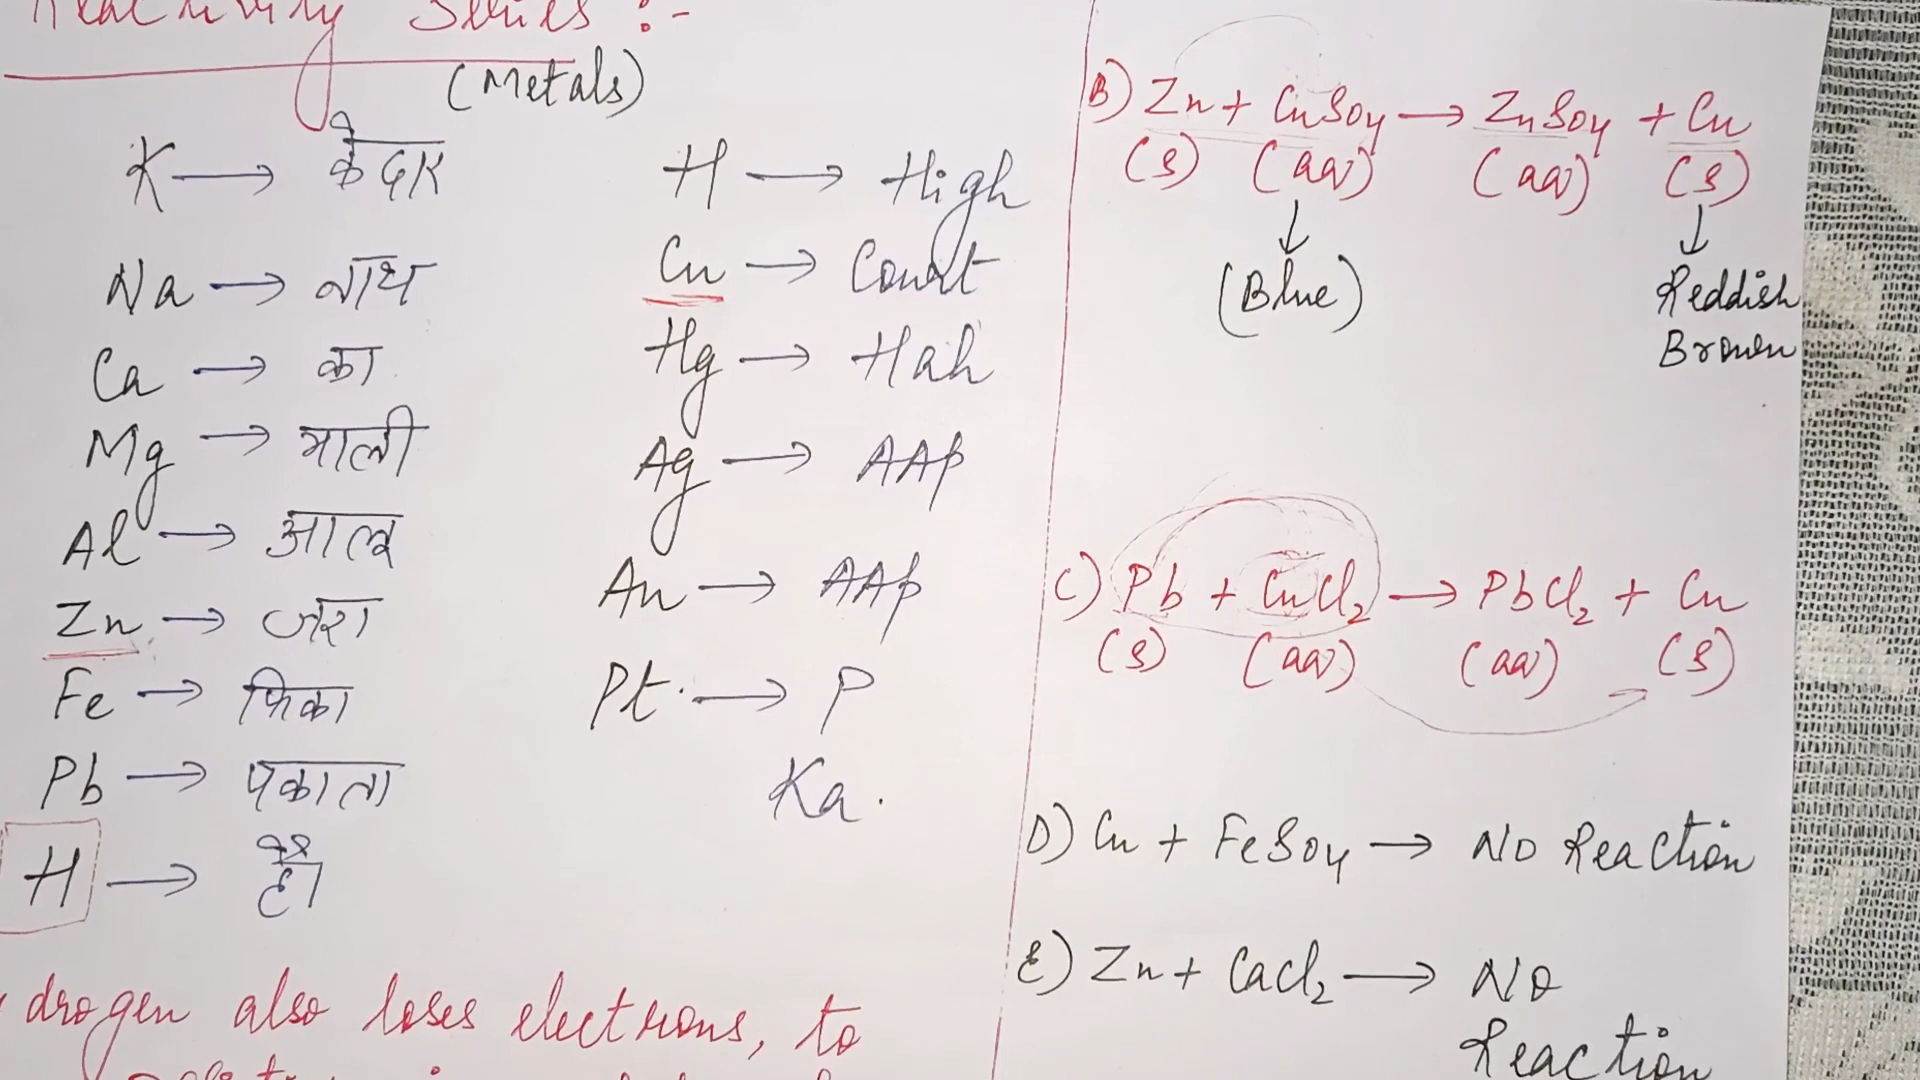 Reactivity Series :-
(Metals)
K → केदार
Na → नाथ
Ca → का
Mg → माली
Al → आलू
Zn → जरा
Fe → फिका
Pb → पकाता
H → है।
H → High
Cu → Court
Hg → Hah
Ag → AAp
Au → AAp
Pt. → P
Ka.
drogen also loses electrons, to
B) Zn + CuSO4 → ZnSO4 + Cu
(s) (aq) (aq) (s)
↓ ↓
(Blue) Reddish
Brown
C) Pb + CuCl2 → PbCl2 + Cu
(s) (aq) (aq) (s)
D) Cu + FeSO4 → No Reaction
E) Zn + CaCl2 → No
Reaction